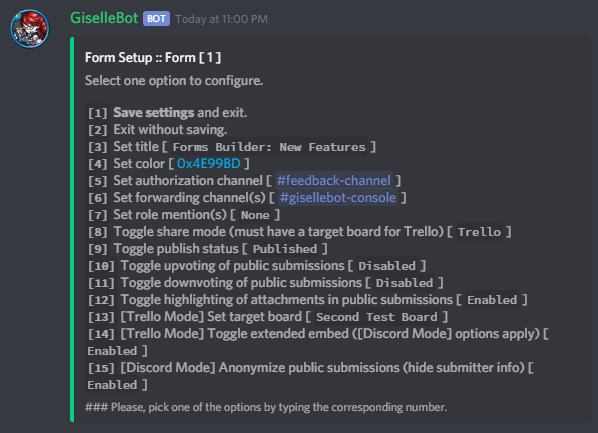 GiselleBot BOT Today at 11:00 PM
Form Setup :: Form [ 1 ]
Select one option to configure.
[1] Save settings and exit.
[2] Exit without saving.
[3] Set title [ Forms Builder: New Features ]
[4] Set color [ 0x4E99BD ]
[5] Set authorization channel [ #feedback-channel ]
[6] Set forwarding channel(s) [ #gisellebot-console ]
[7] Set role mention(s) [ None ]
[8] Toggle share mode (must have a target board for Trello) [ Trello ]
[9] Toggle publish status [ Published ]
[10] Toggle upvoting of public submissions [ Disabled ]
[11] Toggle downvoting of public submissions [ Disabled ]
[12] Toggle highlighting of attachments in public submissions [ Enabled ]
[13] [Trello Mode] Set target board [ Second Test Board ]
[14] [Trello Mode] Toggle extended embed ([Discord Mode] options apply) [
Enabled ]
[15] [Discord Mode] Anonymize public submissions (hide submitter info) [
Enabled ]
### Please, pick one of the options by typing the corresponding number.